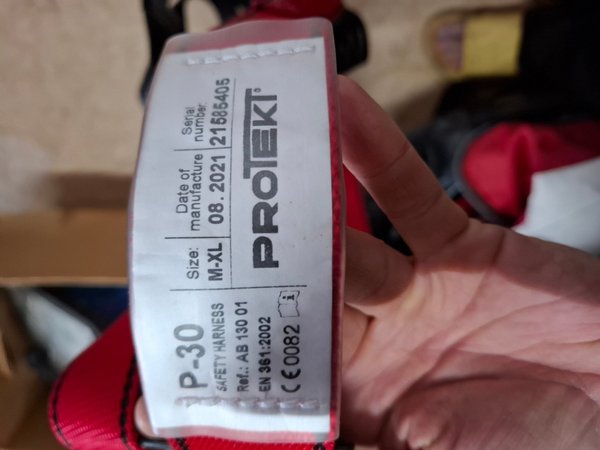 P-30
SAFETY HARNESS
Ref.: AB 130 01
EN 361:2002
CE 0082
Size:
M-XL
Date of
manufacture
08. 2021
Serial
number:
21585405
PROTEKT®